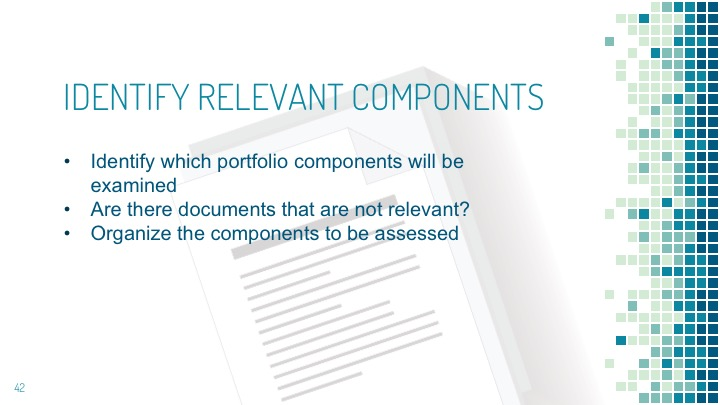 IDENTIFY RELEVANT COMPONENTS
• Identify which portfolio components will be
examined
• Are there documents that are not relevant?
• Organize the components to be assessed
42